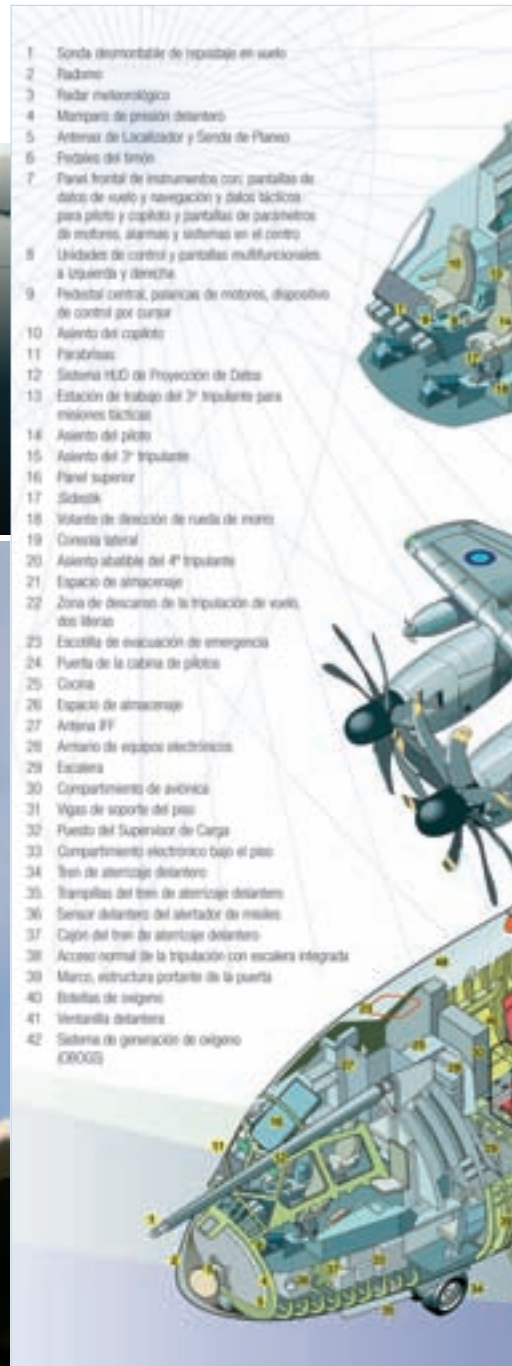 1 Sonda desmontable de repostaje en vuelo
2 Radomo
3 Radar meteorológico
4 Mamparo de presión delantero
5 Antenas de Localizador y Senda de Planeo
6 Pedales del timón
7 Panel frontal de instrumentos con: pantallas de
datos de vuelo y navegación y datos tácticos
para piloto y copiloto y pantallas de parámetros
de motores, alarmas y sistemas en el centro
8 Unidades de control y pantallas multifuncionales
a izquierda y derecha
9 Pedestal central, palancas de motores, dispositivo
de control por cursor
10 Asiento del copiloto
11 Parabrisas
12 Sistema HUD de Proyección de Datos
13 Estación de trabajo del 3º tripulante para
misiones tácticas
14 Asiento del piloto
15 Asiento del 3º tripulante
16 Panel superior
17 Sidestik
18 Volante de dirección de rueda de morro
19 Consola lateral
20 Asiento abatible del 4º tripulante
21 Espacio de almacenaje
22 Zona de descanso de la tripulación de vuelo,
dos literas
23 Escotilla de evacuación de emergencia
24 Puerta de la cabina de pilotos
25 Cocina
26 Espacio de almacenaje
27 Antena IFF
28 Armario de equipos electrónicos
29 Escalera
30 Compartimento de aviónica
31 Vigas de soporte del piso
32 Puesto del Supervisor de Carga
33 Compartimento electrónico bajo el piso
34 Tren de aterrizaje delantero
35 Trampillas del tren de aterrizaje delantero
36 Sensor delantero del alertador de misiles
37 Cajón del tren de aterrizaje delantero
38 Acceso normal de la tripulación con escalera integrada
39 Marco, estructura portante de la puerta
40 Botellas de oxígeno
41 Ventanilla delantera
42 Sistema de generación de oxígeno
(OBOGS)